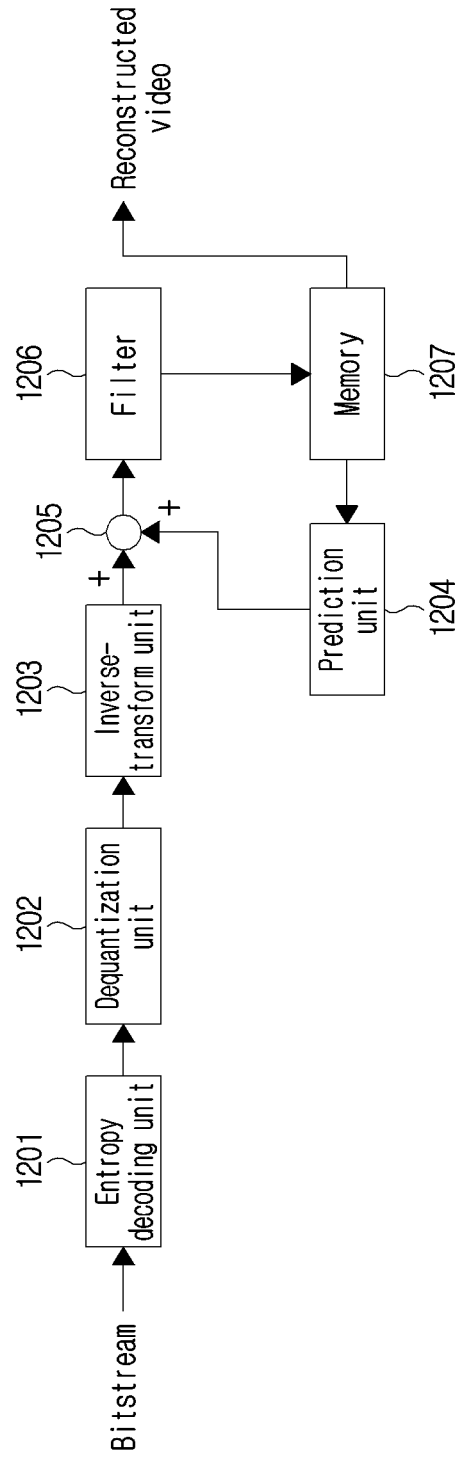 Bitstream
1201
Entropy
decoding unit
1202
Dequantization
unit
1203
Inverse-
transform unit
+
1205
+
1206
Filter
Reconstructed
video
Memory
1207
Prediction
unit
1204